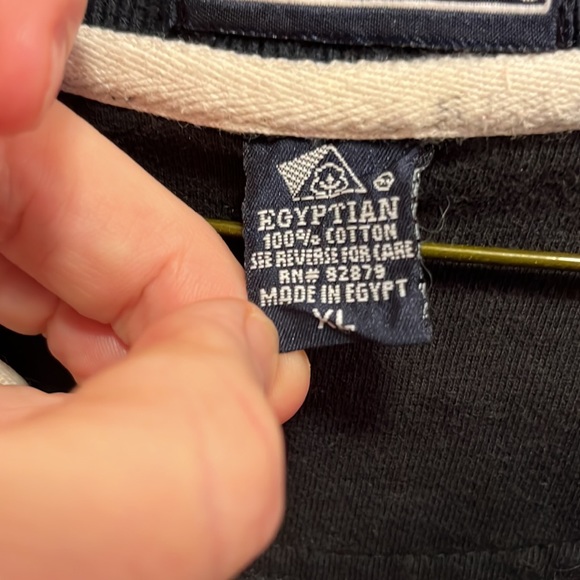 EGYPTIAN
100% COTTON
SEE REVERSE FOR CARE
RN# 82879
MADE IN EGYPT
XL